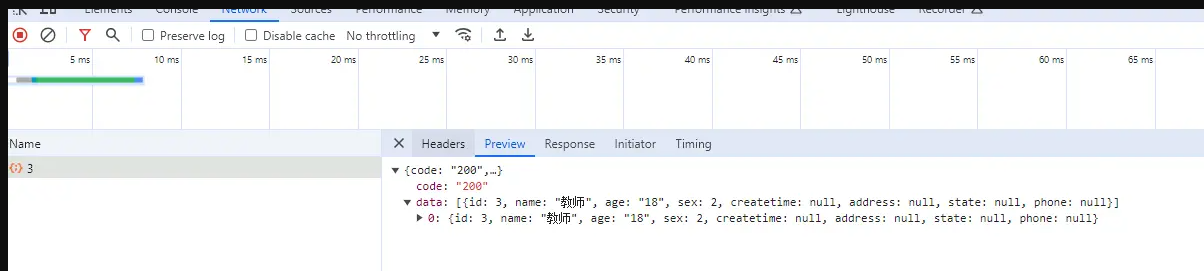 Elements Console Network Sources Performance Memory Application Security Performance insights Lighthouse Recorder
Preserve log Disable cache No throttling
5 ms 10 ms 15 ms 20 ms 25 ms 30 ms 35 ms 40 ms 45 ms 50 ms 55 ms 60 ms 65 ms
Name Headers Preview Response Initiator Timing
3
{code: "200",…}
code: "200"
data: [{id: 3, name: "教师", age: "18", sex: 2, createtime: null, address: null, state: null, phone: null}]
0: {id: 3, name: "教师", age: "18", sex: 2, createtime: null, address: null, state: null, phone: null}